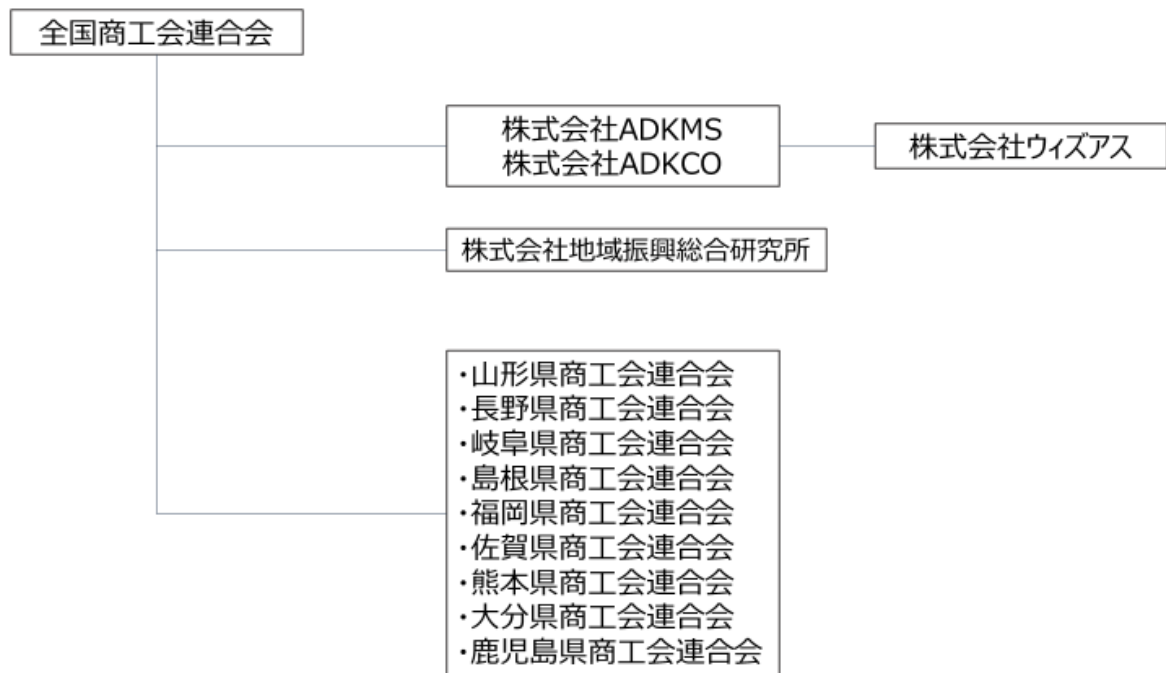 全国商工会連合会
株式会社ADKMS
株式会社ADKCO
株式会社ウィズアス
株式会社地域振興総合研究所
・山形県商工会連合会
・長野県商工会連合会
・岐阜県商工会連合会
・島根県商工会連合会
・福岡県商工会連合会
・佐賀県商工会連合会
・熊本県商工会連合会
・大分県商工会連合会
・鹿児島県商工会連合会